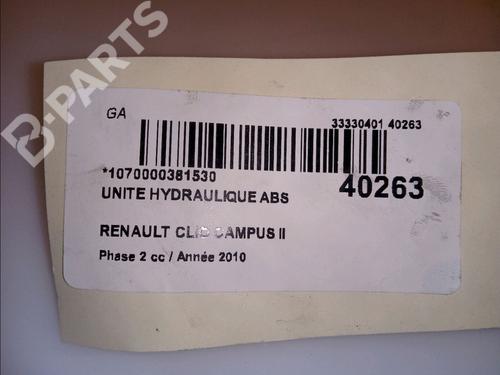 B-PARTS
GA
33330401 40263
*1070000381530
40263
UNITE HYDRAULIQUE ABS
RENAULT CLIO CAMPUS II
Phase 2 cc / Année 2010